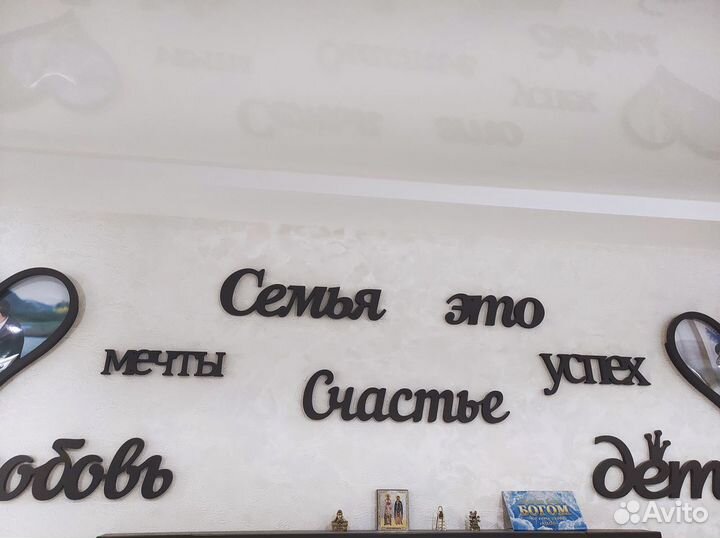 Семья это
мечты
успех
Счастье
юбовь
дет
БОГОМ
Avito